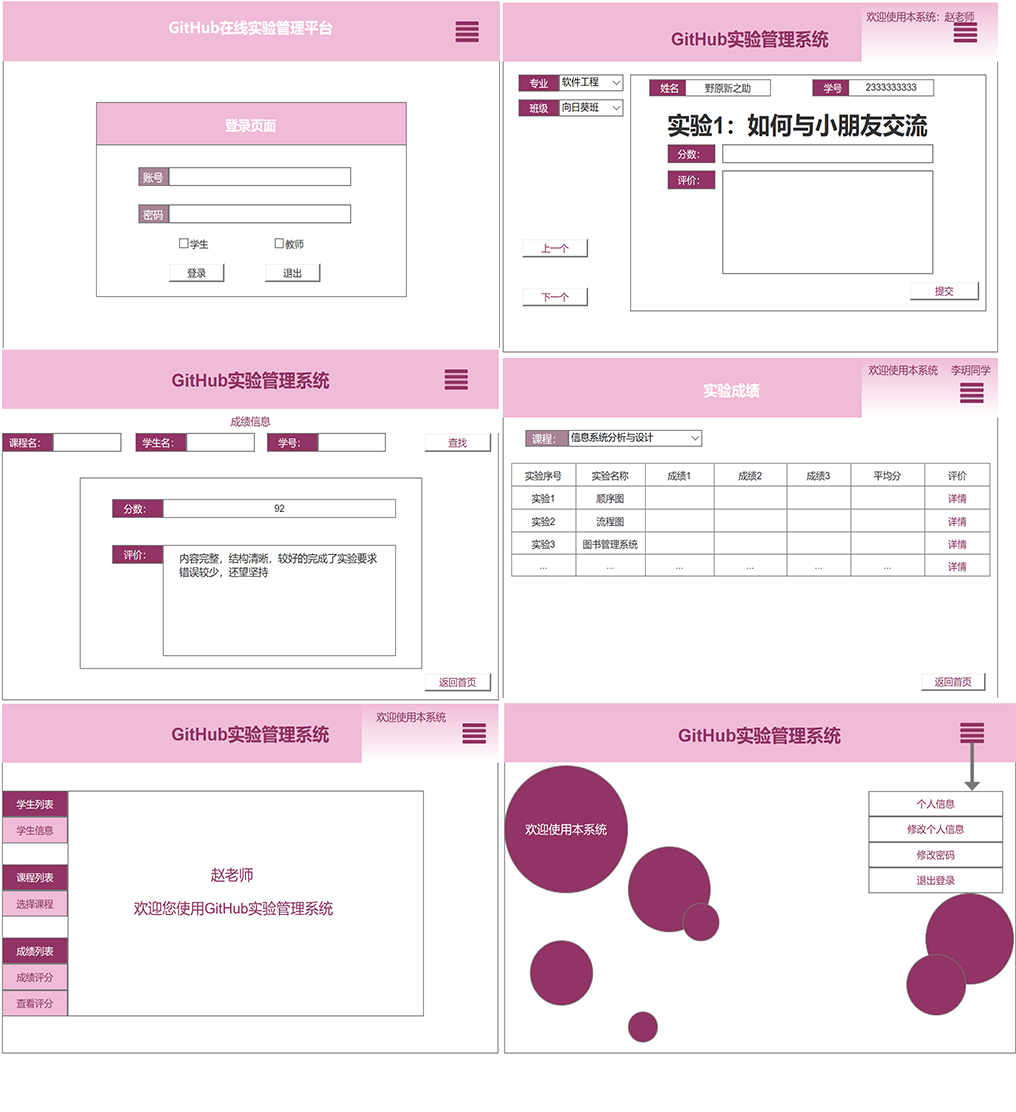 GitHub在线实验管理平台
登录页面
账号
密码
学生
教师
登录
退出
欢迎使用本系统：赵老师
GitHub实验管理系统
专业
软件工程
班级
向日葵班
姓名
野原新之助
学号
2333333333
实验1：如何与小朋友交流
分数：
评价：
上一个
下一个
提交
GitHub实验管理系统
成绩信息
课程名：
学生名：
学号：
查找
分数：
92
评价：
内容完整，结构清晰，较好的完成了实验要求
错误较少，还望坚持
返回首页
欢迎使用本系统 李玥同学
实验成绩
课程：
信息系统分析与设计
实验序号 实验名称 成绩1 成绩2 成绩3 平均分 评价
实验1 顺序图 详情
实验2 流程图 详情
实验3 图书管理系统 详情
... ... ... ... ... ... 详情
返回首页
欢迎使用本系统
GitHub实验管理系统
学生列表
学生信息
课程列表
选择课程
成绩列表
成绩评分
查看评分
赵老师
欢迎您使用GitHub实验管理系统
GitHub实验管理系统
欢迎使用本系统
个人信息
修改个人信息
修改密码
退出登录